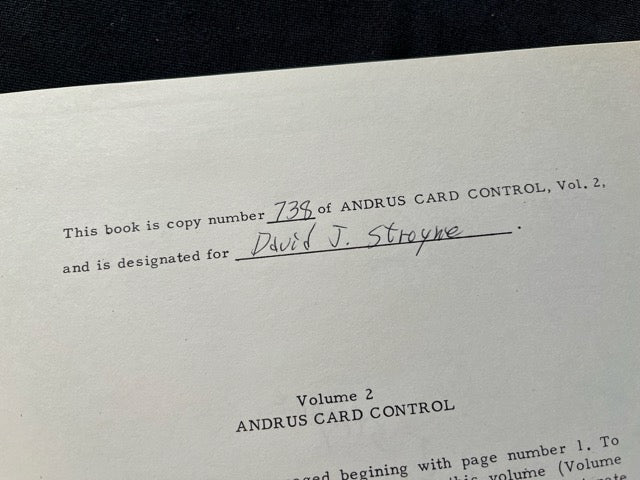 This book is copy number 738 of ANDRUS CARD CONTROL, Vol. 2,
and is designated for David J. Stroyne.
Volume 2
ANDRUS CARD CONTROL
begining with page number 1. To
volume (Volume